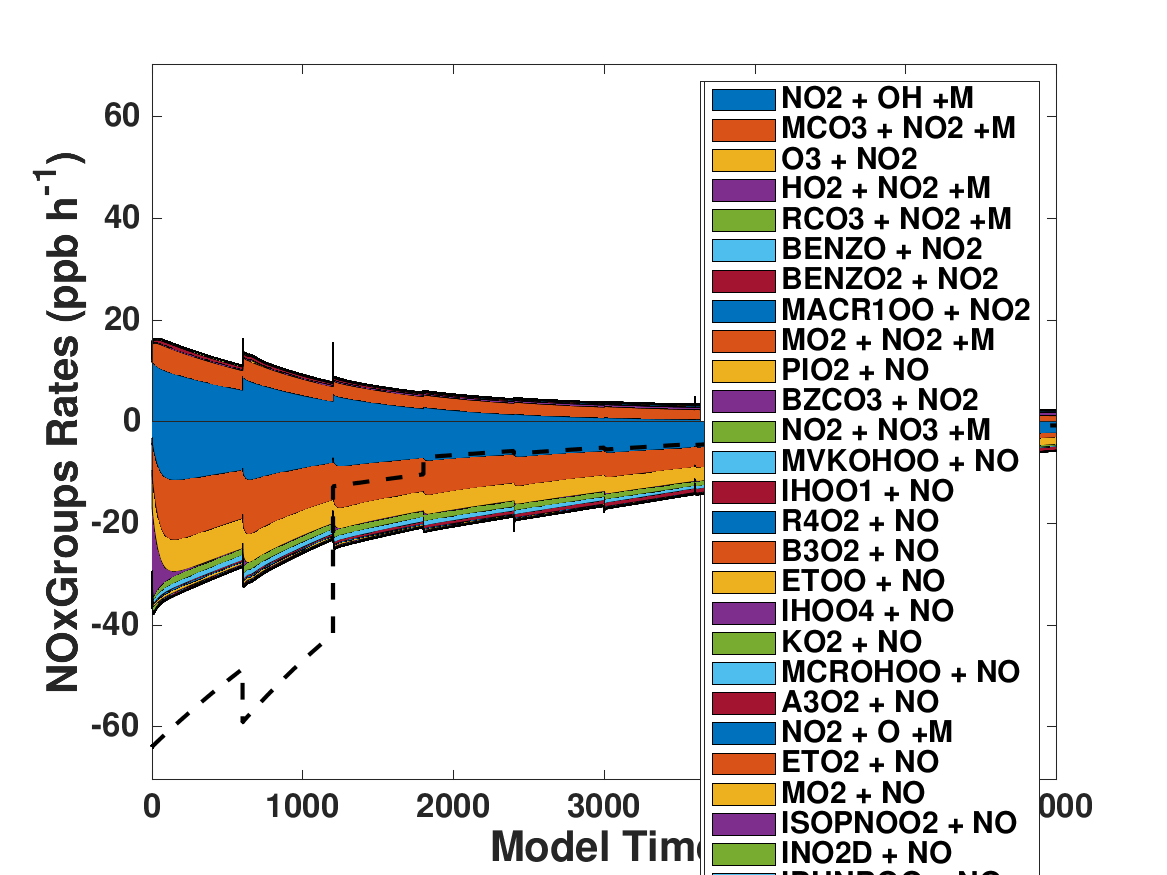 60
40
20
0
-20
-40
-60
NOxGroups Rates (ppb h-1)
0
1000
2000
3000
000
Model Time
NO2 + OH +M
MCO3 + NO2 +M
O3 + NO2
HO2 + NO2 +M
RCO3 + NO2 +M
BENZO + NO2
BENZO2 + NO2
MACR1OO + NO2
MO2 + NO2 +M
PIO2 + NO
BZCO3 + NO2
NO2 + NO3 +M
MVKOHOO + NO
IHOO1 + NO
R4O2 + NO
B3O2 + NO
ETOO + NO
IHOO4 + NO
KO2 + NO
MCROHOO + NO
A3O2 + NO
NO2 + O +M
ETO2 + NO
MO2 + NO
ISOPNOO2 + NO
INO2D + NO